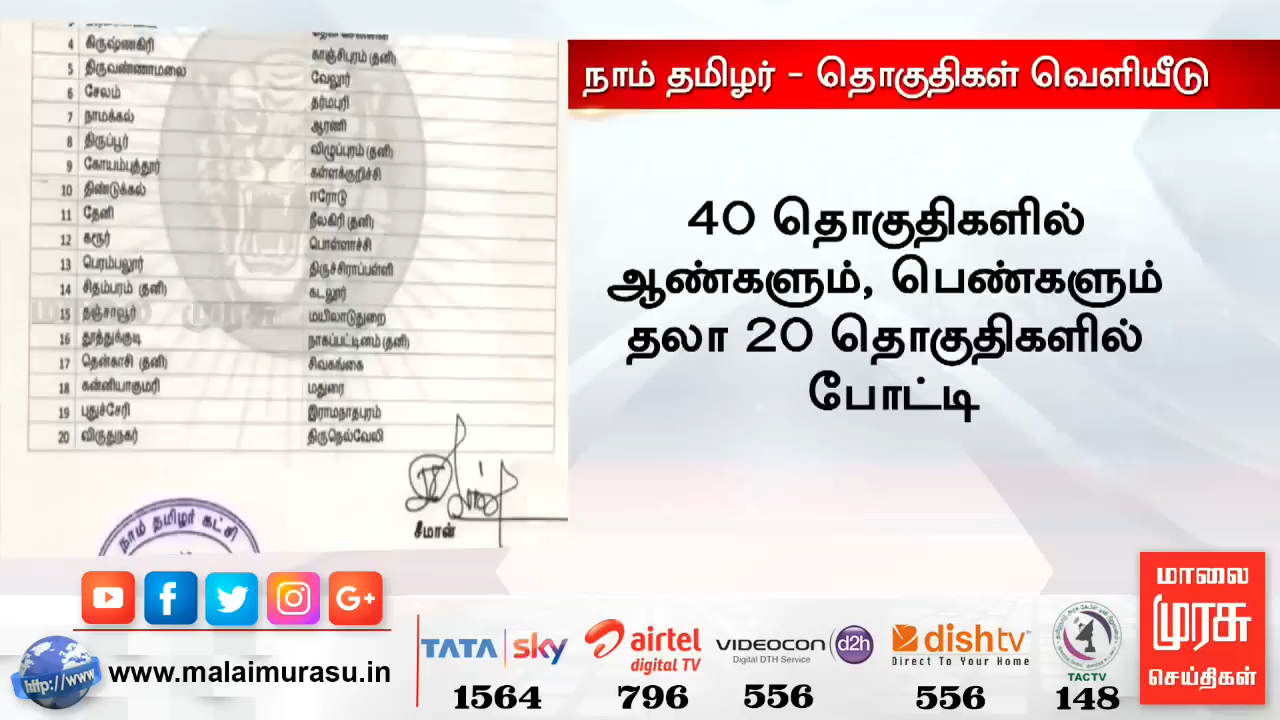 நாம் தமிழர் - தொகுதிகள் வெளியீடு
4 கிருஷ்ணகிரி காஞ்சிபுரம் (தனி)
5 திருவண்ணாமலை வேலூர்
6 சேலம் தர்மபுரி
7 நாமக்கல் ஆரணி
8 திருப்பூர் விழுப்புரம் (தனி)
9 கோயம்புத்தூர் கள்ளக்குறிச்சி
10 திண்டுக்கல் ஈரோடு
11 தேனி நீலகிரி (தனி)
12 கரூர் பொள்ளாச்சி
13 பெரம்பலூர் திருச்சிராப்பள்ளி
14 சிதம்பரம் (தனி) கடலூர்
15 தஞ்சாவூர் மயிலாடுதுறை
16 தூத்துக்குடி நாகப்பட்டினம் (தனி)
17 தென்காசி (தனி) சிவகங்கை
18 கன்னியாகுமரி மதுரை
19 புதுச்சேரி இராமநாதபுரம்
20 விருதுநகர் திருநெல்வேலி
சீமான்
நாம் தமிழர் கட்சி
40 தொகுதிகளில்
ஆண்களும், பெண்களும்
தலா 20 தொகுதிகளில்
போட்டி
மாலை
முரசு
செய்திகள்
http://www
www.malaimurasu.in
TATA sky
1564
airtel
digital TV
796
VIDEOCON d2h
Digital DTH Service
556
dishtv
Direct To Your Home
556
TACTV
148